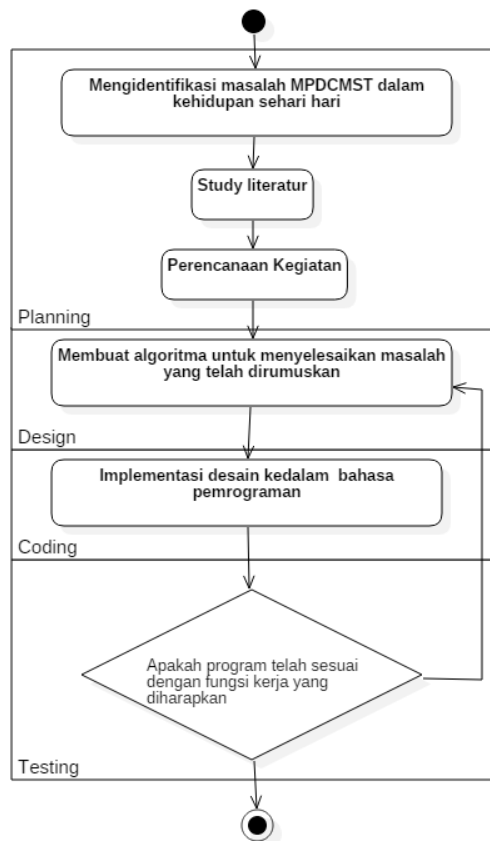 Mengidentifikasi masalah MPDCMST dalam
kehidupan sehari hari
Study literatur
Perencanaan Kegiatan
Planning
Membuat algoritma untuk menyelesaikan masalah
yang telah dirumuskan
Design
Implementasi desain kedalam bahasa
pemrograman
Coding
Apakah program telah sesuai
dengan fungsi kerja yang
diharapkan
Testing